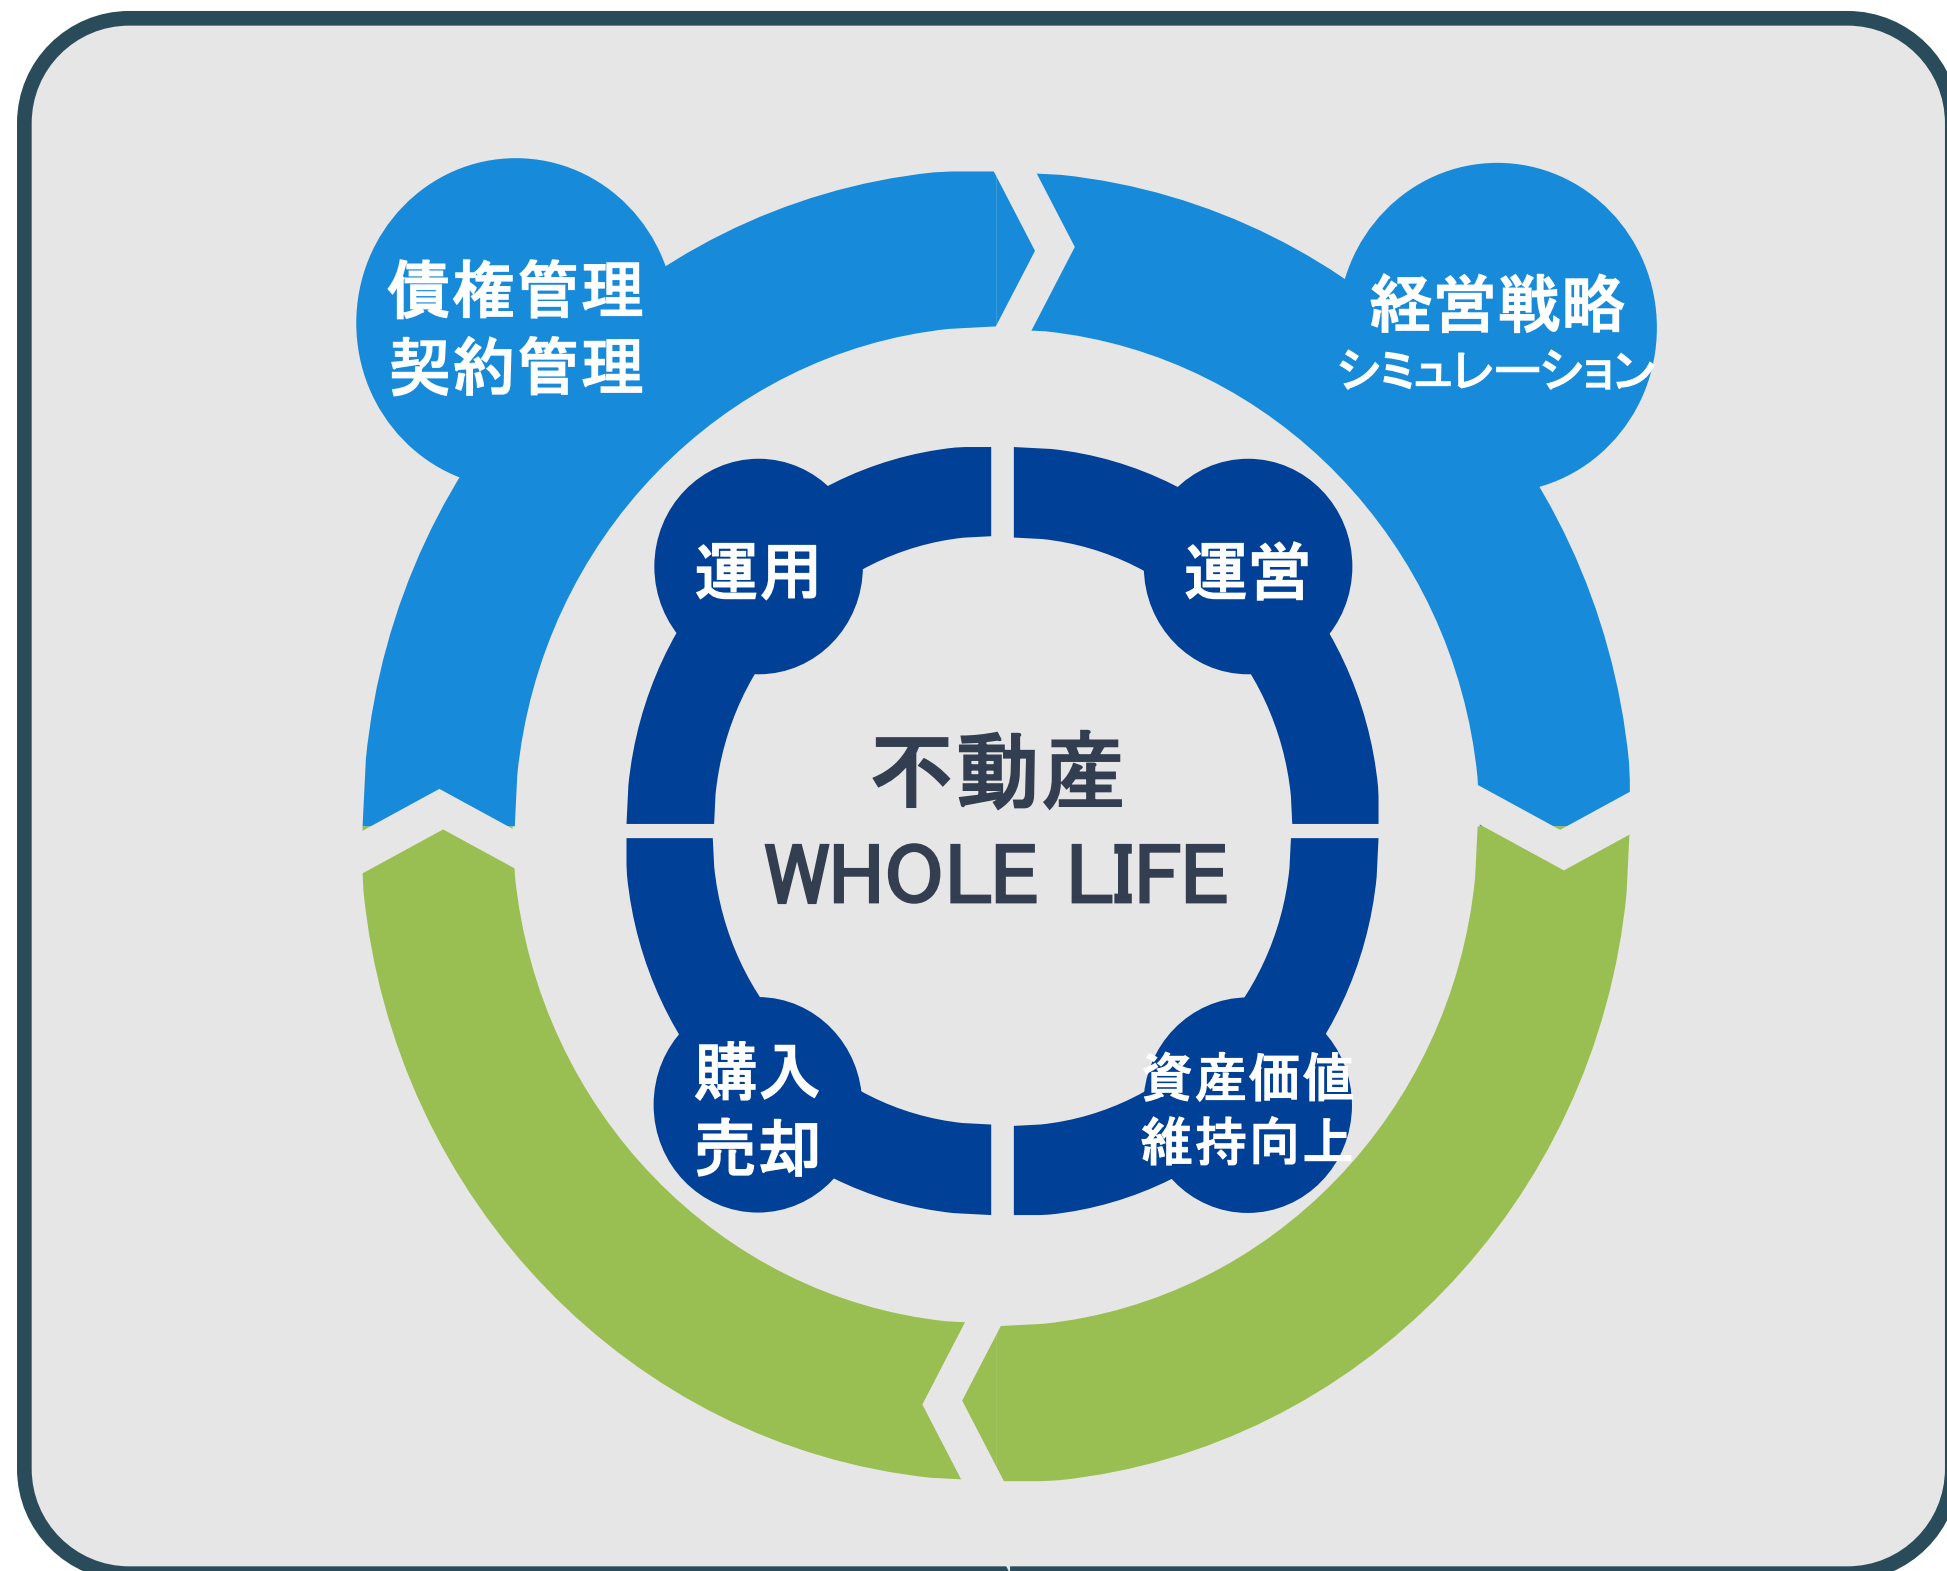 債権管理
契約管理
経営戦略
シミュレーション
運用
運営
不動産
WHOLE LIFE
購入
売却
資産価値
維持向上